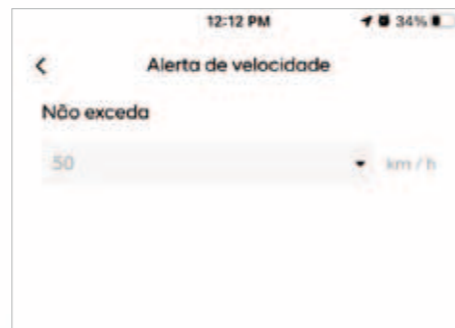 12:12 PM 34%
Alerta de velocidade
Não exceda
50 km / h